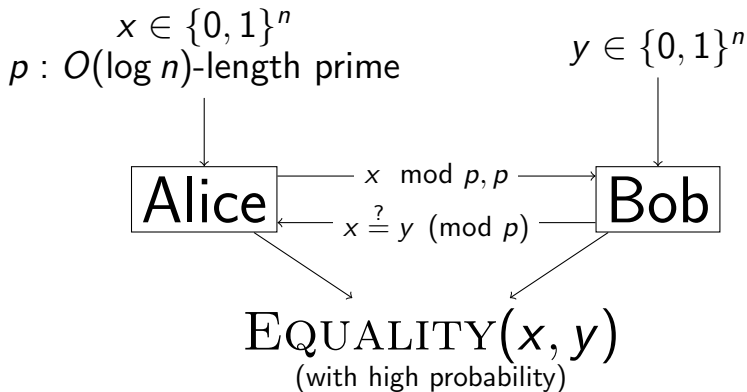 x ∈ {0, 1}ⁿ
p : O(log n)-length prime
y ∈ {0, 1}ⁿ
Alice
x mod p, p
Bob
x ≟ y (mod p)
EQUALITY(x, y)
(with high probability)